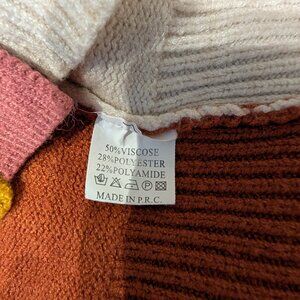 50%VISCOSE
28%POLYESTER
22%POLYAMIDE
MADE IN P.R.C.